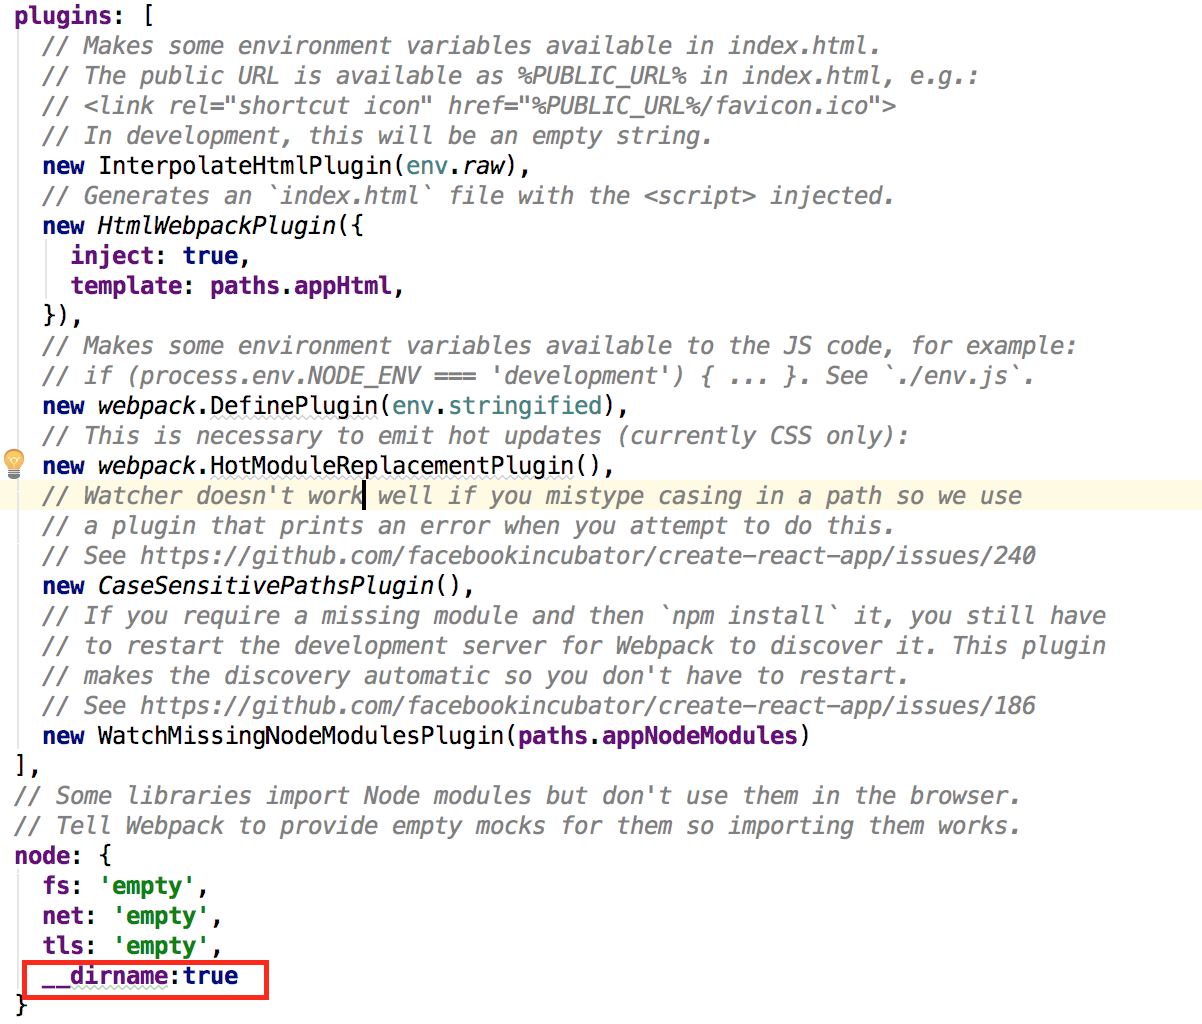 plugins: [
// Makes some environment variables available in index.html.
// The public URL is available as %PUBLIC_URL% in index.html, e.g.:
// <link rel="shortcut icon" href="%PUBLIC_URL%/favicon.ico">
// In development, this will be an empty string.
new InterpolateHtmlPlugin(env.raw),
// Generates an `index.html` file with the <script> injected.
new HtmlWebpackPlugin({
inject: true,
template: paths.appHtml,
}),
// Makes some environment variables available to the JS code, for example:
// if (process.env.NODE_ENV === 'development') { ... }. See `./env.js`.
new webpack.DefinePlugin(env.stringified),
// This is necessary to emit hot updates (currently CSS only):
new webpack.HotModuleReplacementPlugin(),
// Watcher doesn't work well if you mistype casing in a path so we use
// a plugin that prints an error when you attempt to do this.
// See https://github.com/facebookincubator/create-react-app/issues/240
new CaseSensitivePathsPlugin(),
// If you require a missing module and then `npm install` it, you still have
// to restart the development server for Webpack to discover it. This plugin
// makes the discovery automatic so you don't have to restart.
// See https://github.com/facebookincubator/create-react-app/issues/186
new WatchMissingNodeModulesPlugin(paths.appNodeModules)
],
// Some libraries import Node modules but don't use them in the browser.
// Tell Webpack to provide empty mocks for them so importing them works.
node: {
fs: 'empty',
net: 'empty',
tls: 'empty',
__dirname:true
}